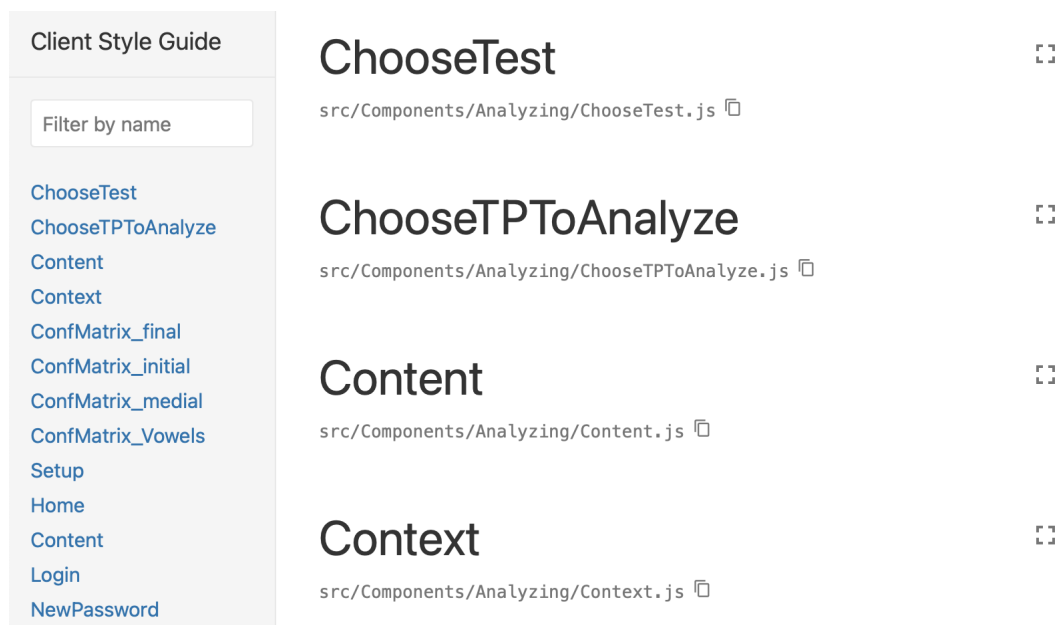 Client Style Guide
Filter by name
ChooseTest
ChooseTPToAnalyze
Content
Context
ConfMatrix_final
ConfMatrix_initial
ConfMatrix_medial
ConfMatrix_Vowels
Setup
Home
Content
Login
NewPassword
ChooseTest
src/Components/Analyzing/ChooseTest.js
ChooseTPToAnalyze
src/Components/Analyzing/ChooseTPToAnalyze.js
Content
src/Components/Analyzing/Content.js
Context
src/Components/Analyzing/Context.js